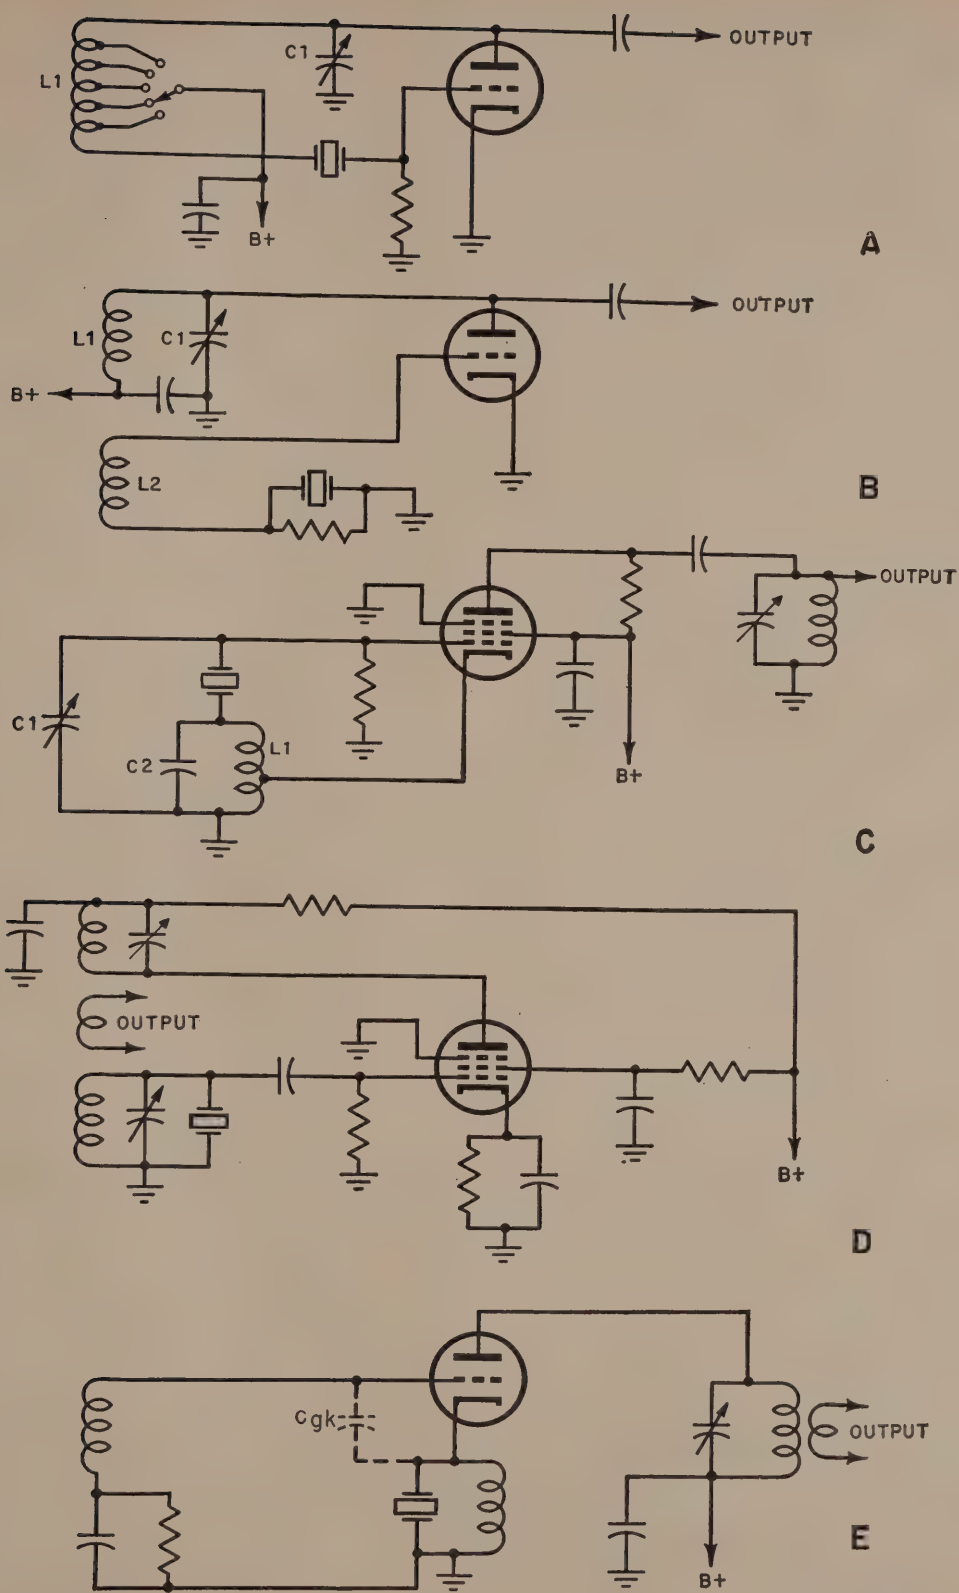 OUTPUT
C1
L1
B+
A
OUTPUT
L1
C1
B+
L2
B
OUTPUT
C1
C2
L1
B+
C
OUTPUT
B+
D
Cgk
OUTPUT
B+
E